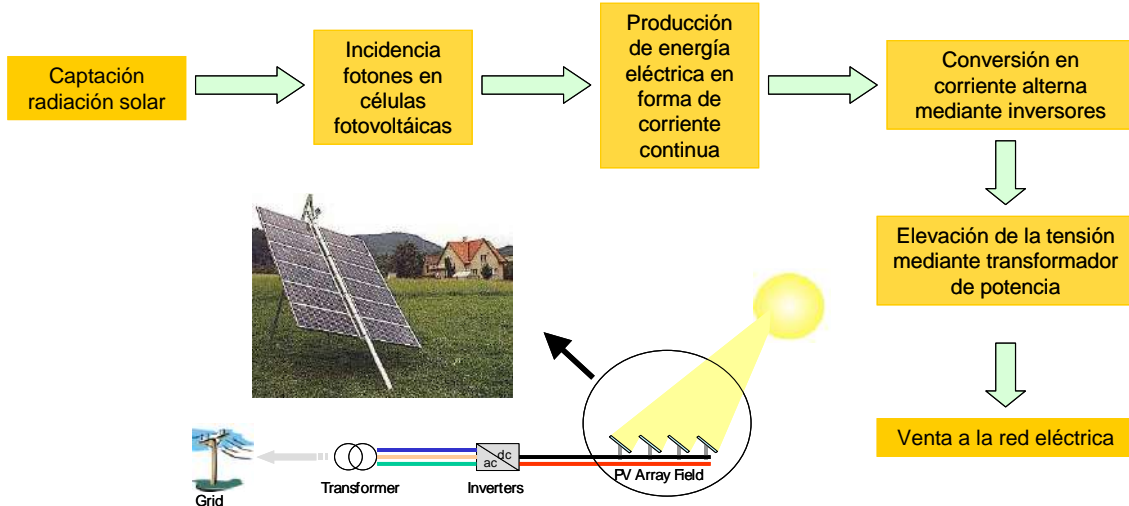 Captación
radiación solar
Incidencia
fotones en
células
fotovoltáicas
Producción
de energía
eléctrica en
forma de
corriente
continua
Conversión en
corriente alterna
mediante inversores
Elevación de la tensión
mediante transformador
de potencia
Venta a la red eléctrica
Grid
Transformer
dc
ac
Inverters
PV Array Field